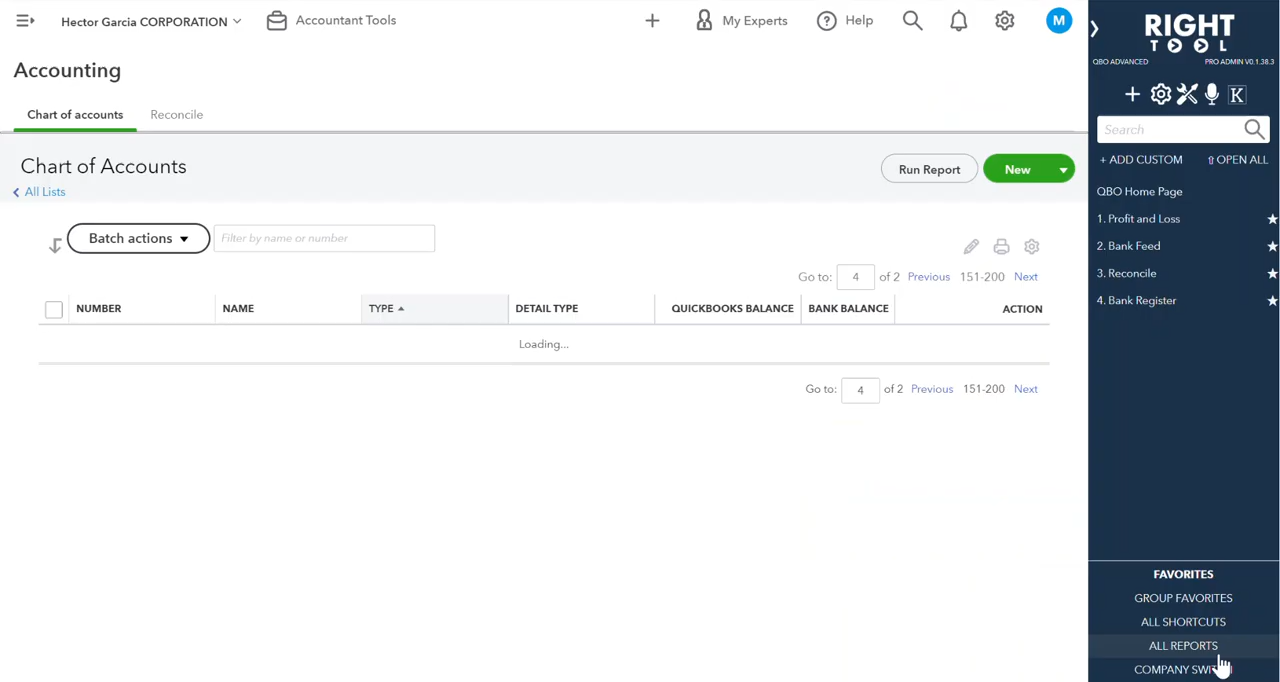 Hector Garcia CORPORATION
Accountant Tools
My Experts
Help
M
Accounting
Chart of accounts
Reconcile
Chart of Accounts
All Lists
Run Report
New
Batch actions
Filter by name or number
Go to: 4 of 2 Previous 151-200 Next
NUMBER NAME TYPE DETAIL TYPE QUICKBOOKS BALANCE BANK BALANCE ACTION
Loading...
Go to: 4 of 2 Previous 151-200 Next
RIGHT
TOOL
QBO ADVANCED PRO ADMIN V0.1.38.3
K
Search
+ ADD CUSTOM
OPEN ALL
QBO Home Page
1. Profit and Loss
2. Bank Feed
3. Reconcile
4. Bank Register
FAVORITES
GROUP FAVORITES
ALL SHORTCUTS
ALL REPORTS
COMPANY